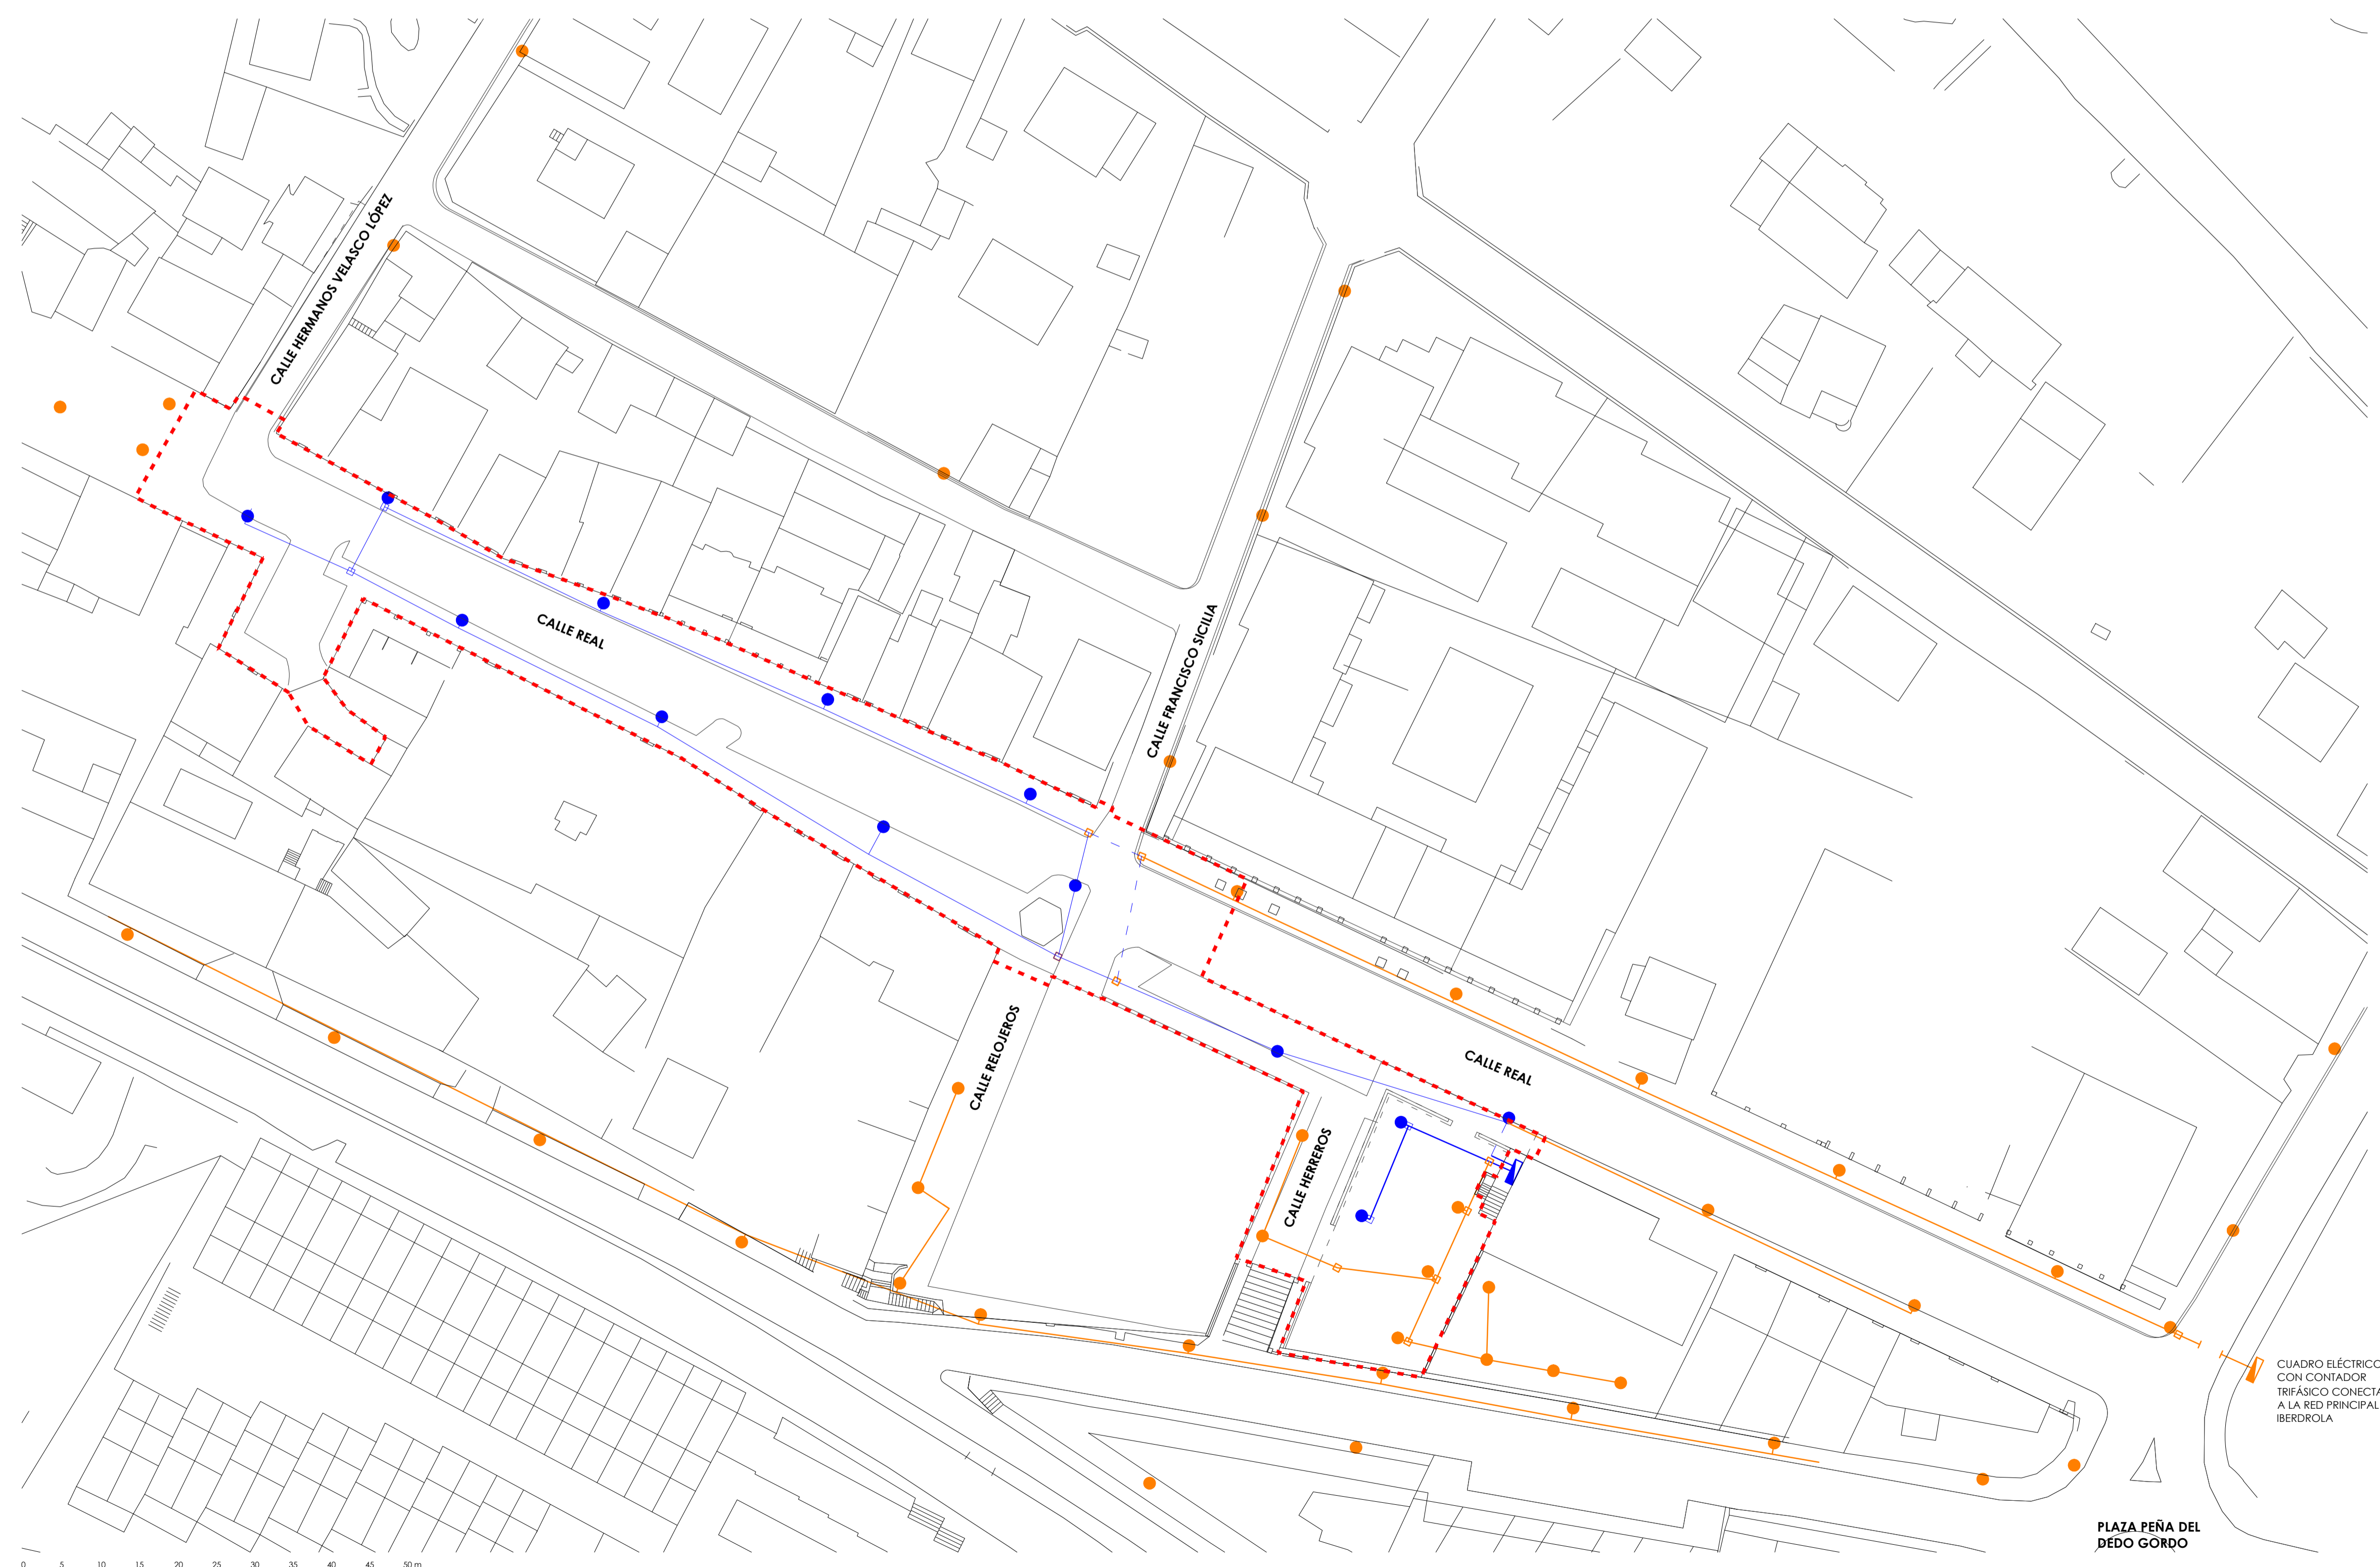 CALLE HERMANOS VELASCO LÓPEZ
CALLE REAL
CALLE FRANCISCO SICILIA
CALLE RELOJEROS
CALLE REAL
CALLE HERREROS
CUADRO ELÉCTRICO
CON CONTADOR
TRIFÁSICO CONECTA
A LA RED PRINCIPAL
IBERDROLA
PLAZA PEÑA DEL
DEDO GORDO
0 5 10 15 20 25 30 35 40 45 50 m